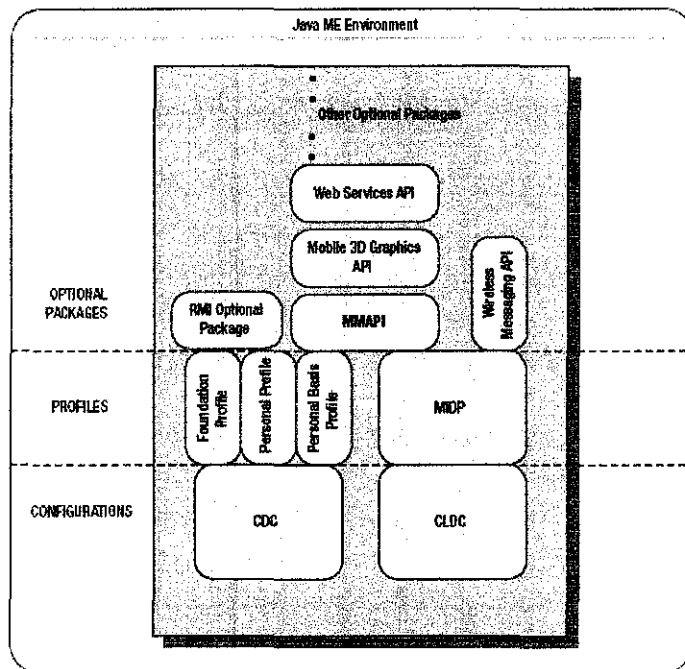 Java ME Environment
Other Optional Packages
Web Services API
Mobile 3D Graphics
API
OPTIONAL
PACKAGES
RMI Optional
Package
MMAPI
Wireless
Messaging API
PROFILES
Foundation
Profile
Personal Profile
Personal Basis
Profile
MIDP
CONFIGURATIONS
CDC
CLDC